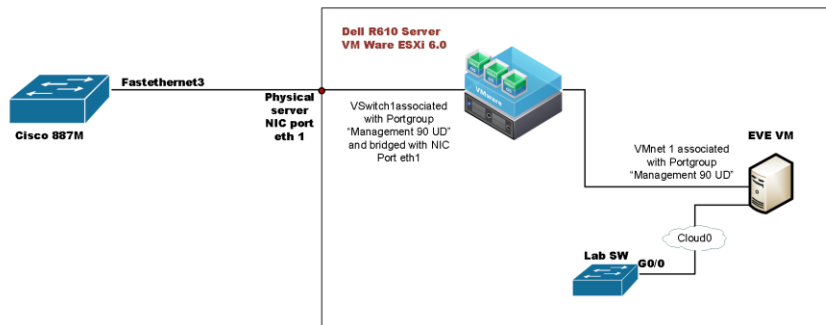 Dell R610 Server
VM Ware ESXi 6.0
Fastethernet3
Cisco 887M
Physical
server
NIC port
eth 1
VSwitch1associated
with Portgroup
“Management 90 UD”
and bridged with NIC
Port eth1
VMware
VMnet 1 associated
with Portgroup
“Management 90 UD”
EVE VM
Cloud0
Lab SW
G0/0